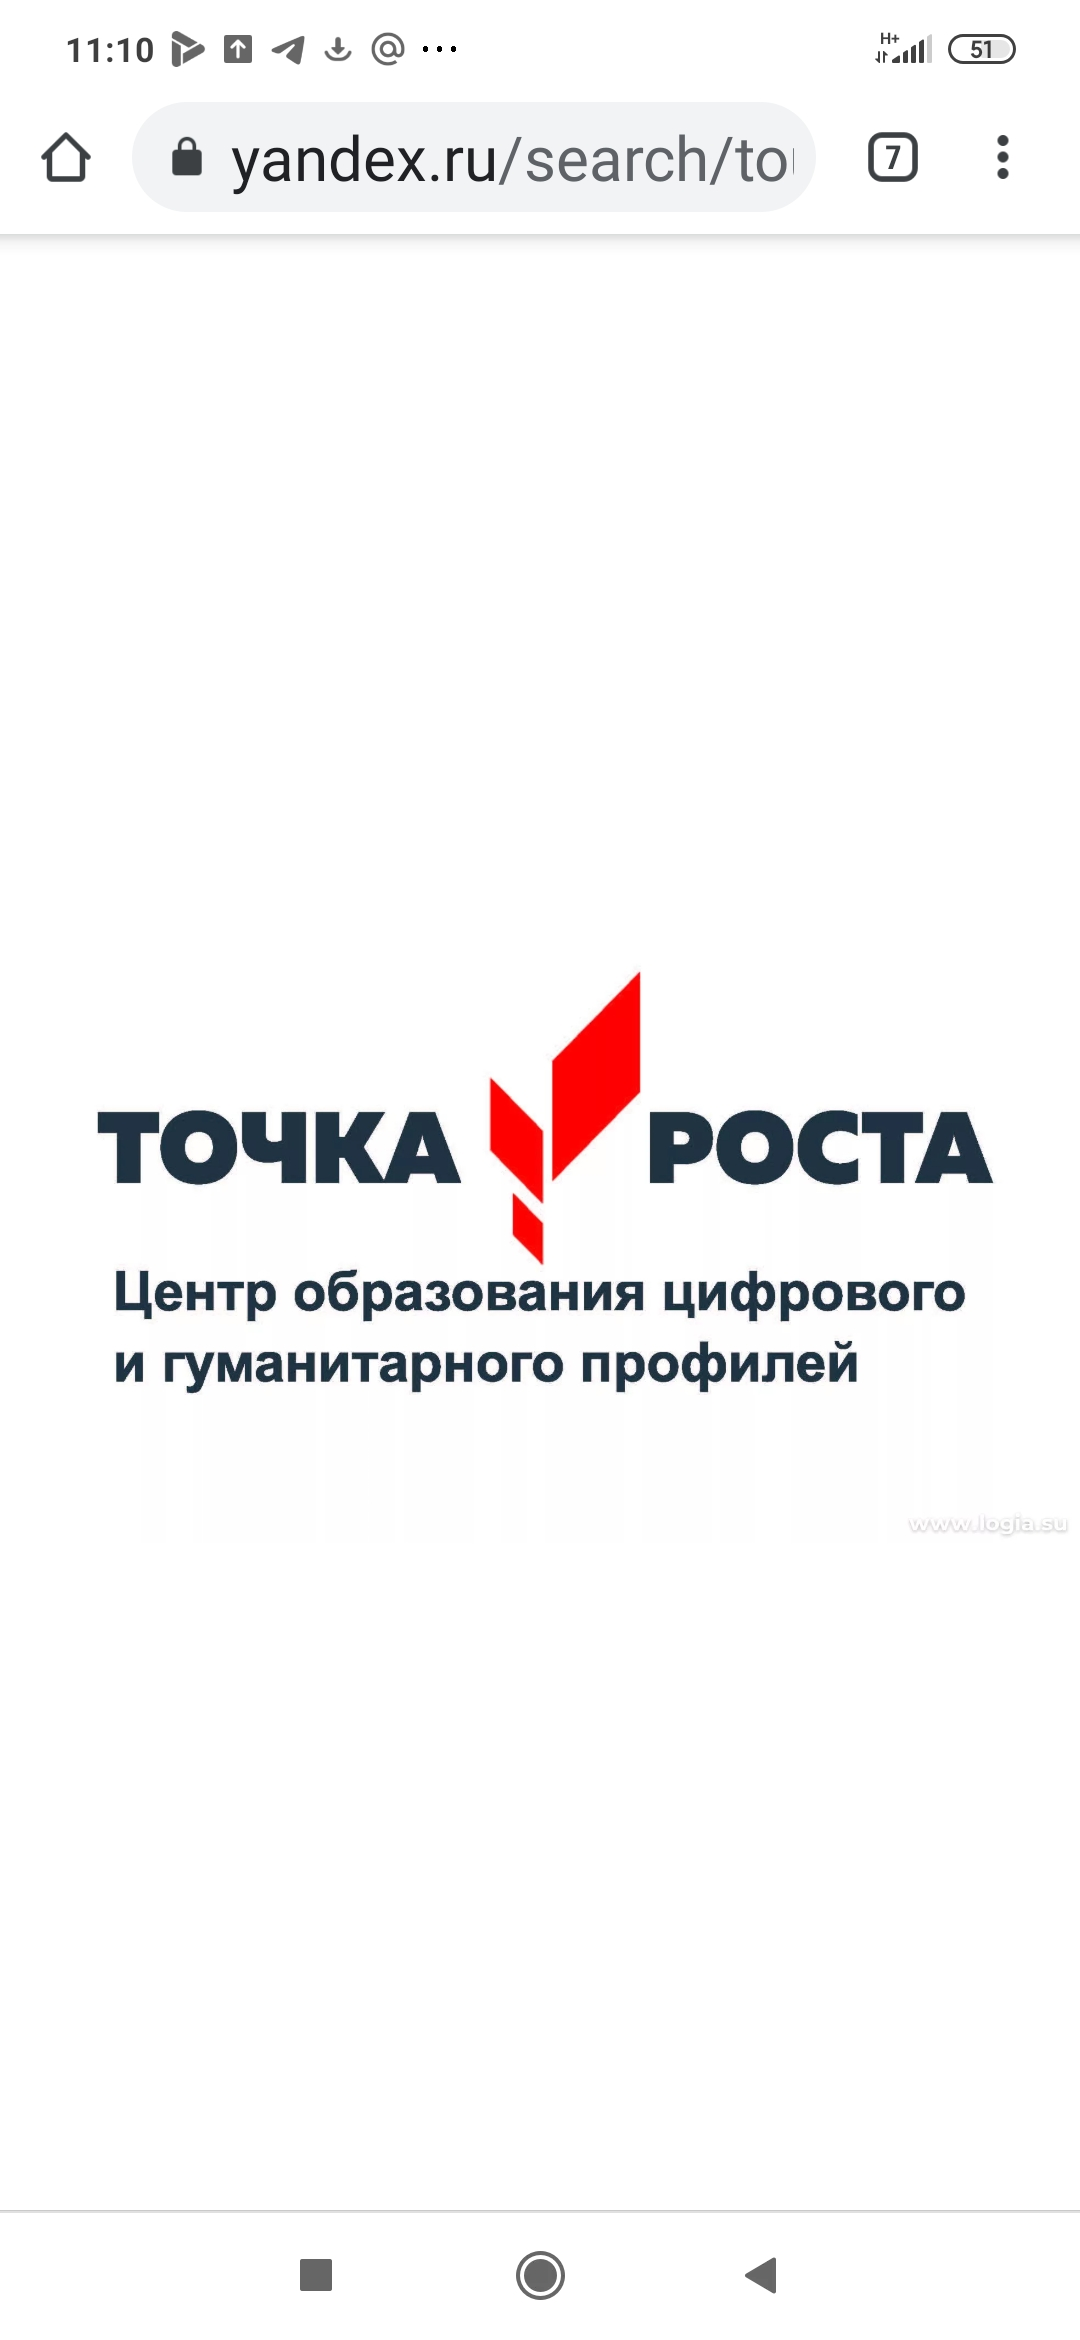 11:10
H+
51
yandex.ru/search/to
7
ТОЧКА РОСТА
Центр образования цифрового
и гуманитарного профилей
www.logia.su